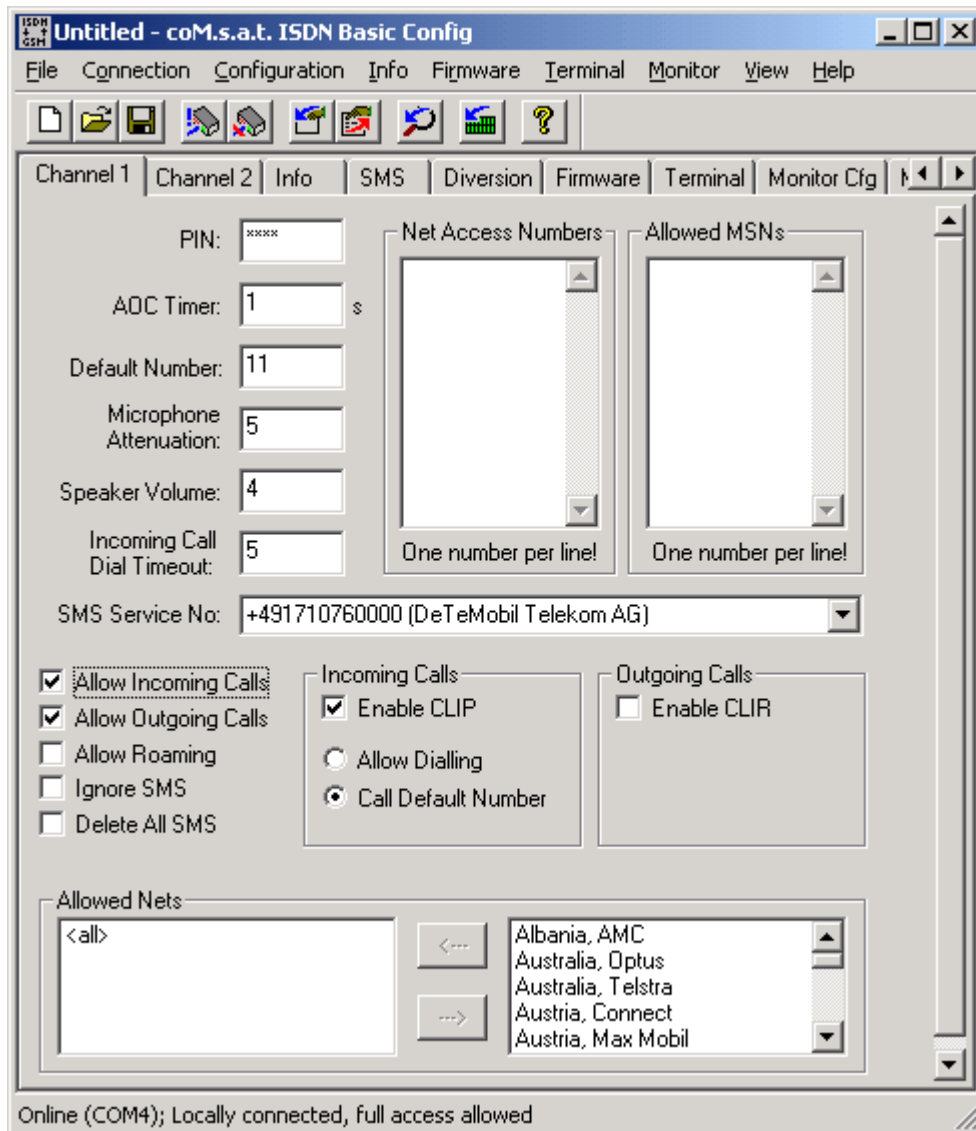 ISDN
GSM
Untitled - coM.s.a.t. ISDN Basic Config
File Connection Configuration Info Firmware Terminal Monitor View Help
Channel 1 Channel 2 Info SMS Diversion Firmware Terminal Monitor Cfg
PIN: ****
Net Access Numbers
Allowed MSNs
AOC Timer: 1 s
Default Number: 11
Microphone
Attenuation: 5
Speaker Volume: 4
Incoming Call
Dial Timeout: 5
One number per line! One number per line!
SMS Service No: +491710760000 (DeTeMobil Telekom AG)
Allow Incoming Calls
Allow Outgoing Calls
Allow Roaming
Ignore SMS
Delete All SMS
Incoming Calls
Enable CLIP
Allow Dialling
Call Default Number
Outgoing Calls
Enable CLIR
Allowed Nets
<all>
<---
--->
Albania, AMC
Australia, Optus
Australia, Telstra
Austria, Connect
Austria, Max Mobil
Online (COM4); Locally connected, full access allowed